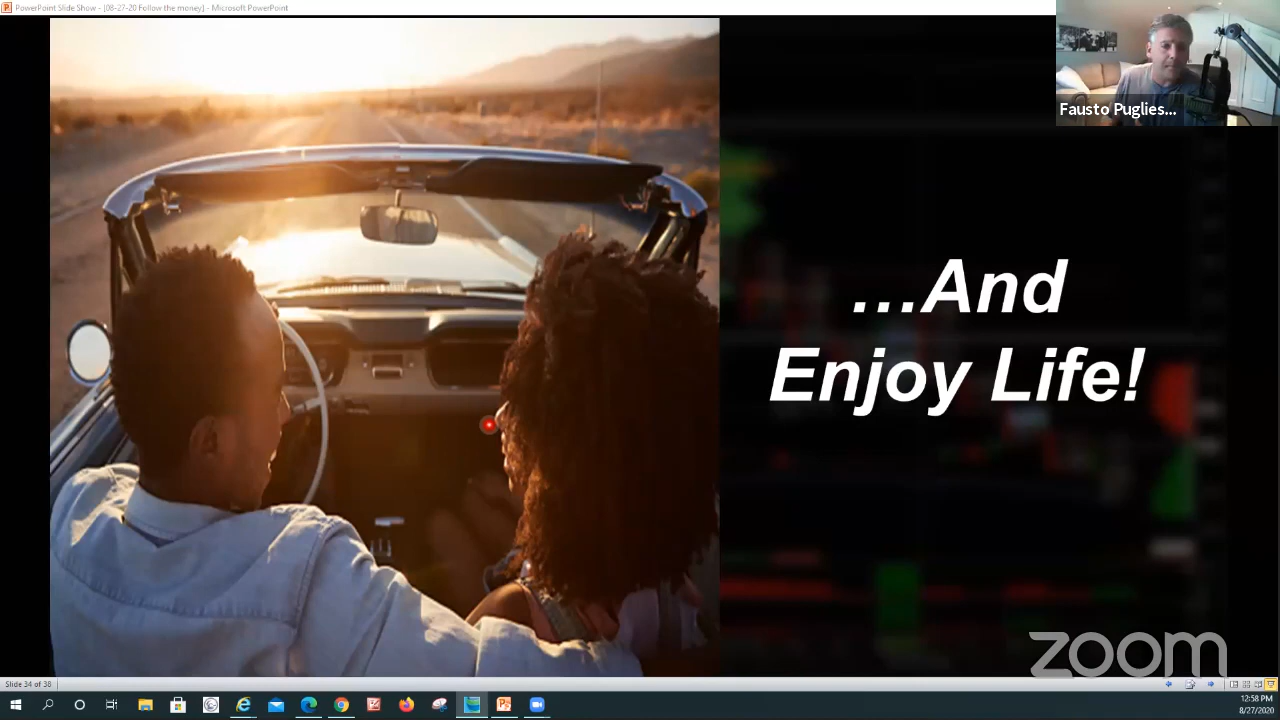 PowerPoint Slide Show - [08-27-20 Follow the money] - Microsoft PowerPoint
Fausto Puglies...
...And
Enjoy Life!
zoom
Slide 34 of 38
12:58 PM
8/27/2020